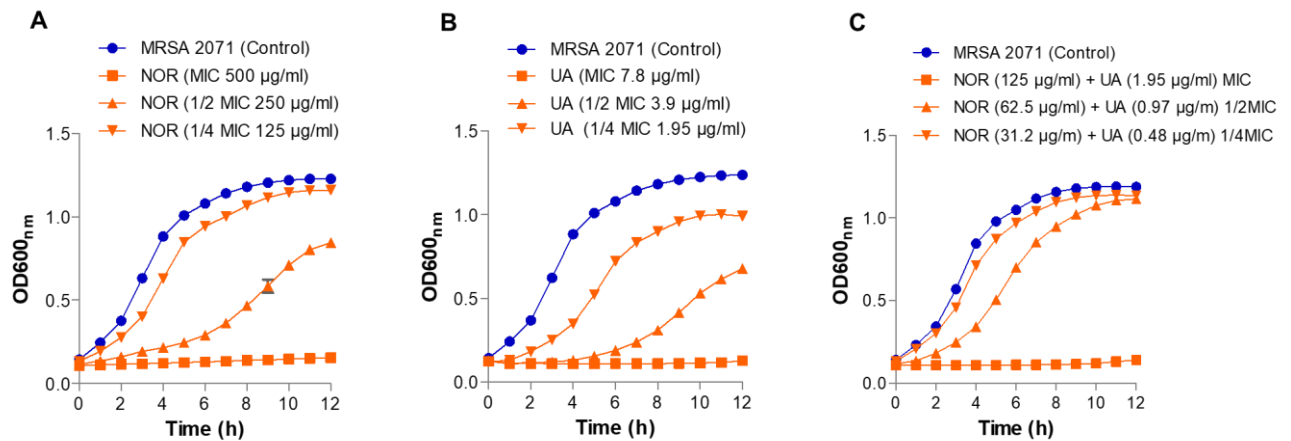 A
MRSA 2071 (Control)
NOR (MIC 500 µg/ml)
NOR (1/2 MIC 250 µg/ml)
NOR (1/4 MIC 125 µg/ml)
1.5
1.0
0.5
0.0
OD600nm
0 2 4 6 8 10 12
Time (h)
B
MRSA 2071 (Control)
UA (MIC 7.8 µg/ml)
UA (1/2 MIC 3.9 µg/ml)
UA (1/4 MIC 1.95 µg/ml)
1.5
1.0
0.5
0.0
OD600nm
0 2 4 6 8 10 12
Time (h)
C
MRSA 2071 (Control)
NOR (125 µg/ml) + UA (1.95 µg/ml) MIC
NOR (62.5 µg/ml) + UA (0.97 µg/m) 1/2MIC
NOR (31.2 µg/m) + UA (0.48 µg/m) 1/4MIC
1.5
1.0
0.5
0.0
OD600nm
0 2 4 6 8 10 12
Time (h)